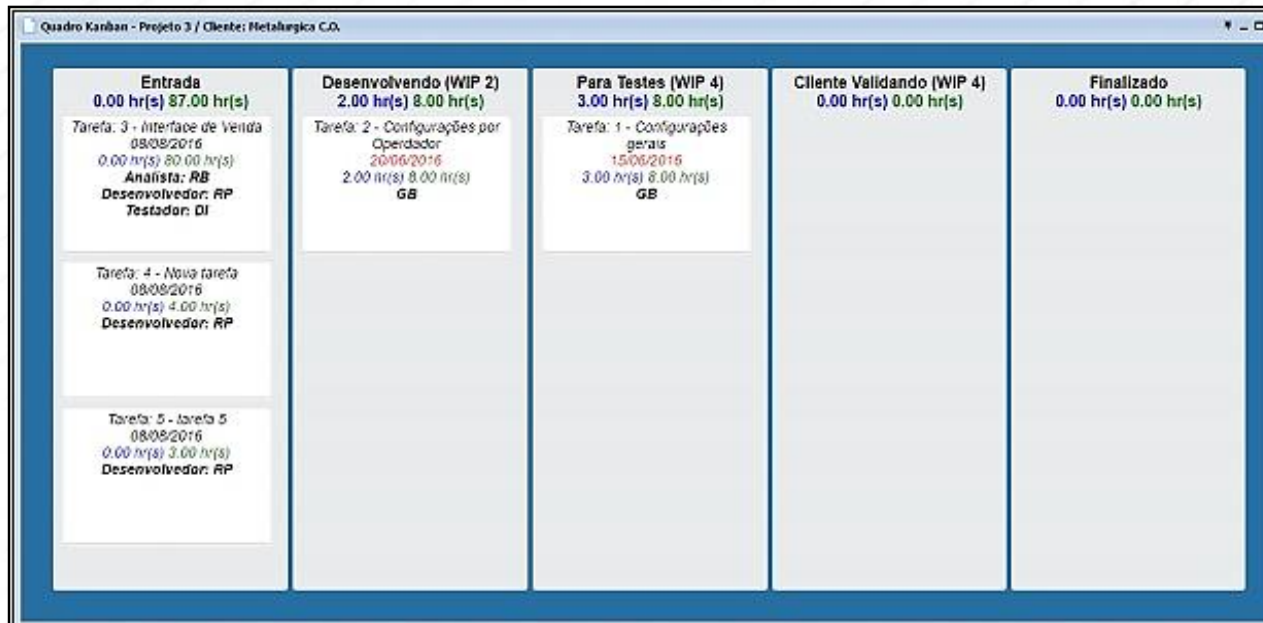 Quadro Kanban - Projeto 3 / Cliente: Metalurgica C.O.
Entrada
0.00 hr(s) 87.00 hr(s)
Tarefa: 3 - Interface de Venda
08/08/2016
0.00 hr(s) 80.00 hr(s)
Analista: RB
Desenvolvedor: RP
Testador: DI
Tarefa: 4 - Nova tarefa
08/08/2016
0.00 hr(s) 4.00 hr(s)
Desenvolvedor: RP
Tarefa: 5 - tarefa 5
08/08/2016
0.00 hr(s) 3.00 hr(s)
Desenvolvedor: RP
Desenvolvendo (WIP 2)
2.00 hr(s) 8.00 hr(s)
Tarefa: 2 - Configurações por
Operdador
20/06/2016
2.00 hr(s) 8.00 hr(s)
GB
Para Testes (WIP 4)
3.00 hr(s) 8.00 hr(s)
Tarefa: 1 - Configurações
gerais
15/06/2016
3.00 hr(s) 8.00 hr(s)
GB
Cliente Validando (WIP 4)
0.00 hr(s) 0.00 hr(s)
Finalizado
0.00 hr(s) 0.00 hr(s)